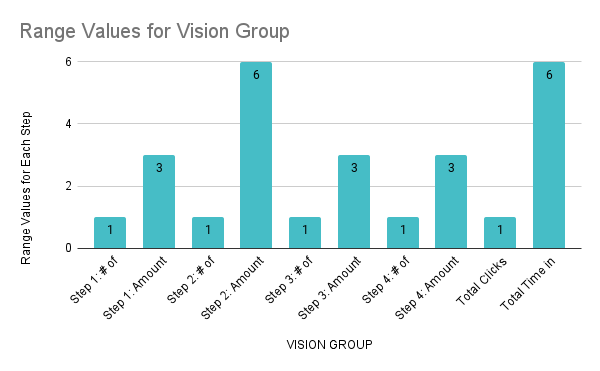 Range Values for Vision Group
Range Values for Each Step
6
4
2
0
1
3
1
6
1
3
1
3
1
6
Step 1: # of
Step 1: Amount
Step 2: # of
Step 2: Amount
Step 3: # of
Step 3: Amount
Step 4: # of
Step 4: Amount
Total Clicks
Total Time in
VISION GROUP